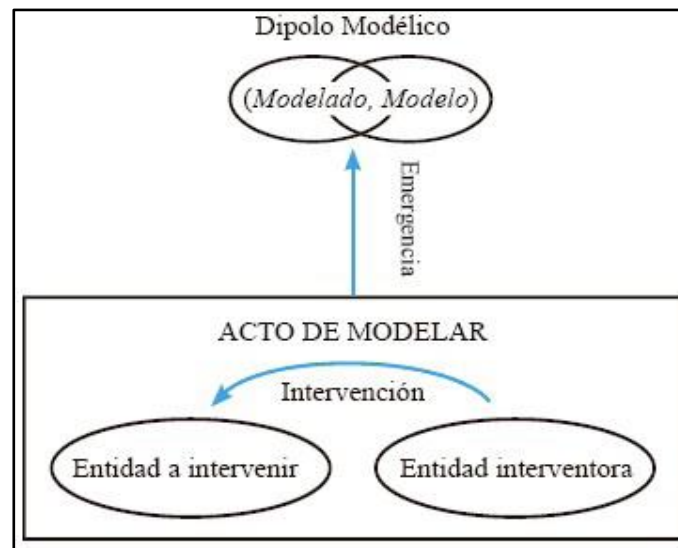 Dipolo Modélico
(Modelado, Modelo)
Emergencia
ACTO DE MODELAR
Intervención
Entidad a intervenir
Entidad interventora